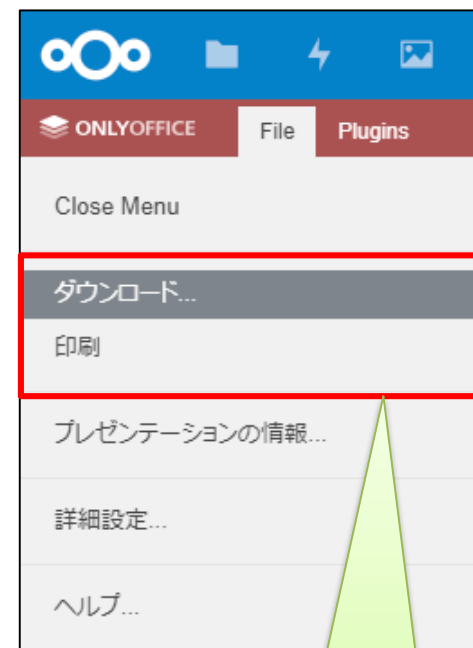 ONLYOFFICE File Plugins
Close Menu
ダウンロード...
印刷
プレゼンテーションの情報...
詳細設定...
ヘルプ...